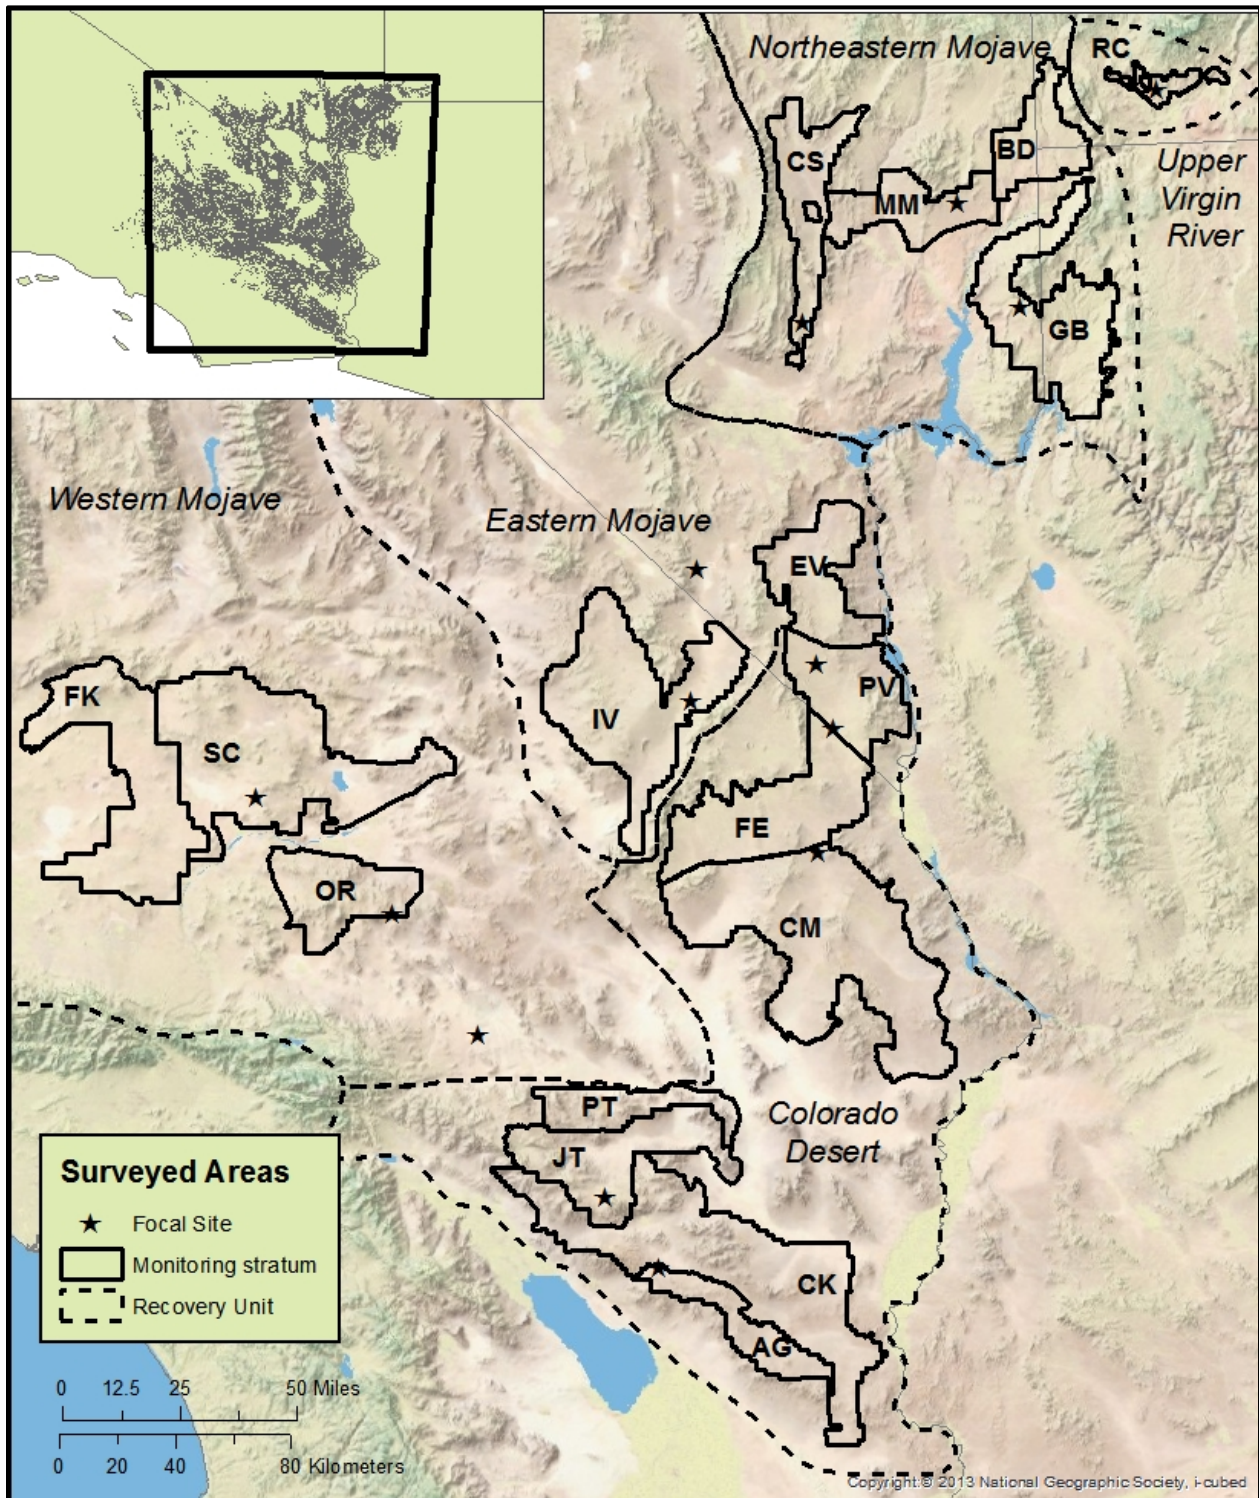 Northeastern Mojave
RC
CS
BD
MM
Upper
Virgin
River
GB
Western Mojave
Eastern Mojave
EV
FK
PV
IV
SC
FE
OR
CM
PT
Colorado
Desert
JT
CK
AG
Surveyed Areas
Focal Site
Monitoring stratum
Recovery Unit
0 12.5 25 50 Miles
0 20 40 80 Kilometers
Copyright:© 2013 National Geographic Society, i-cubed